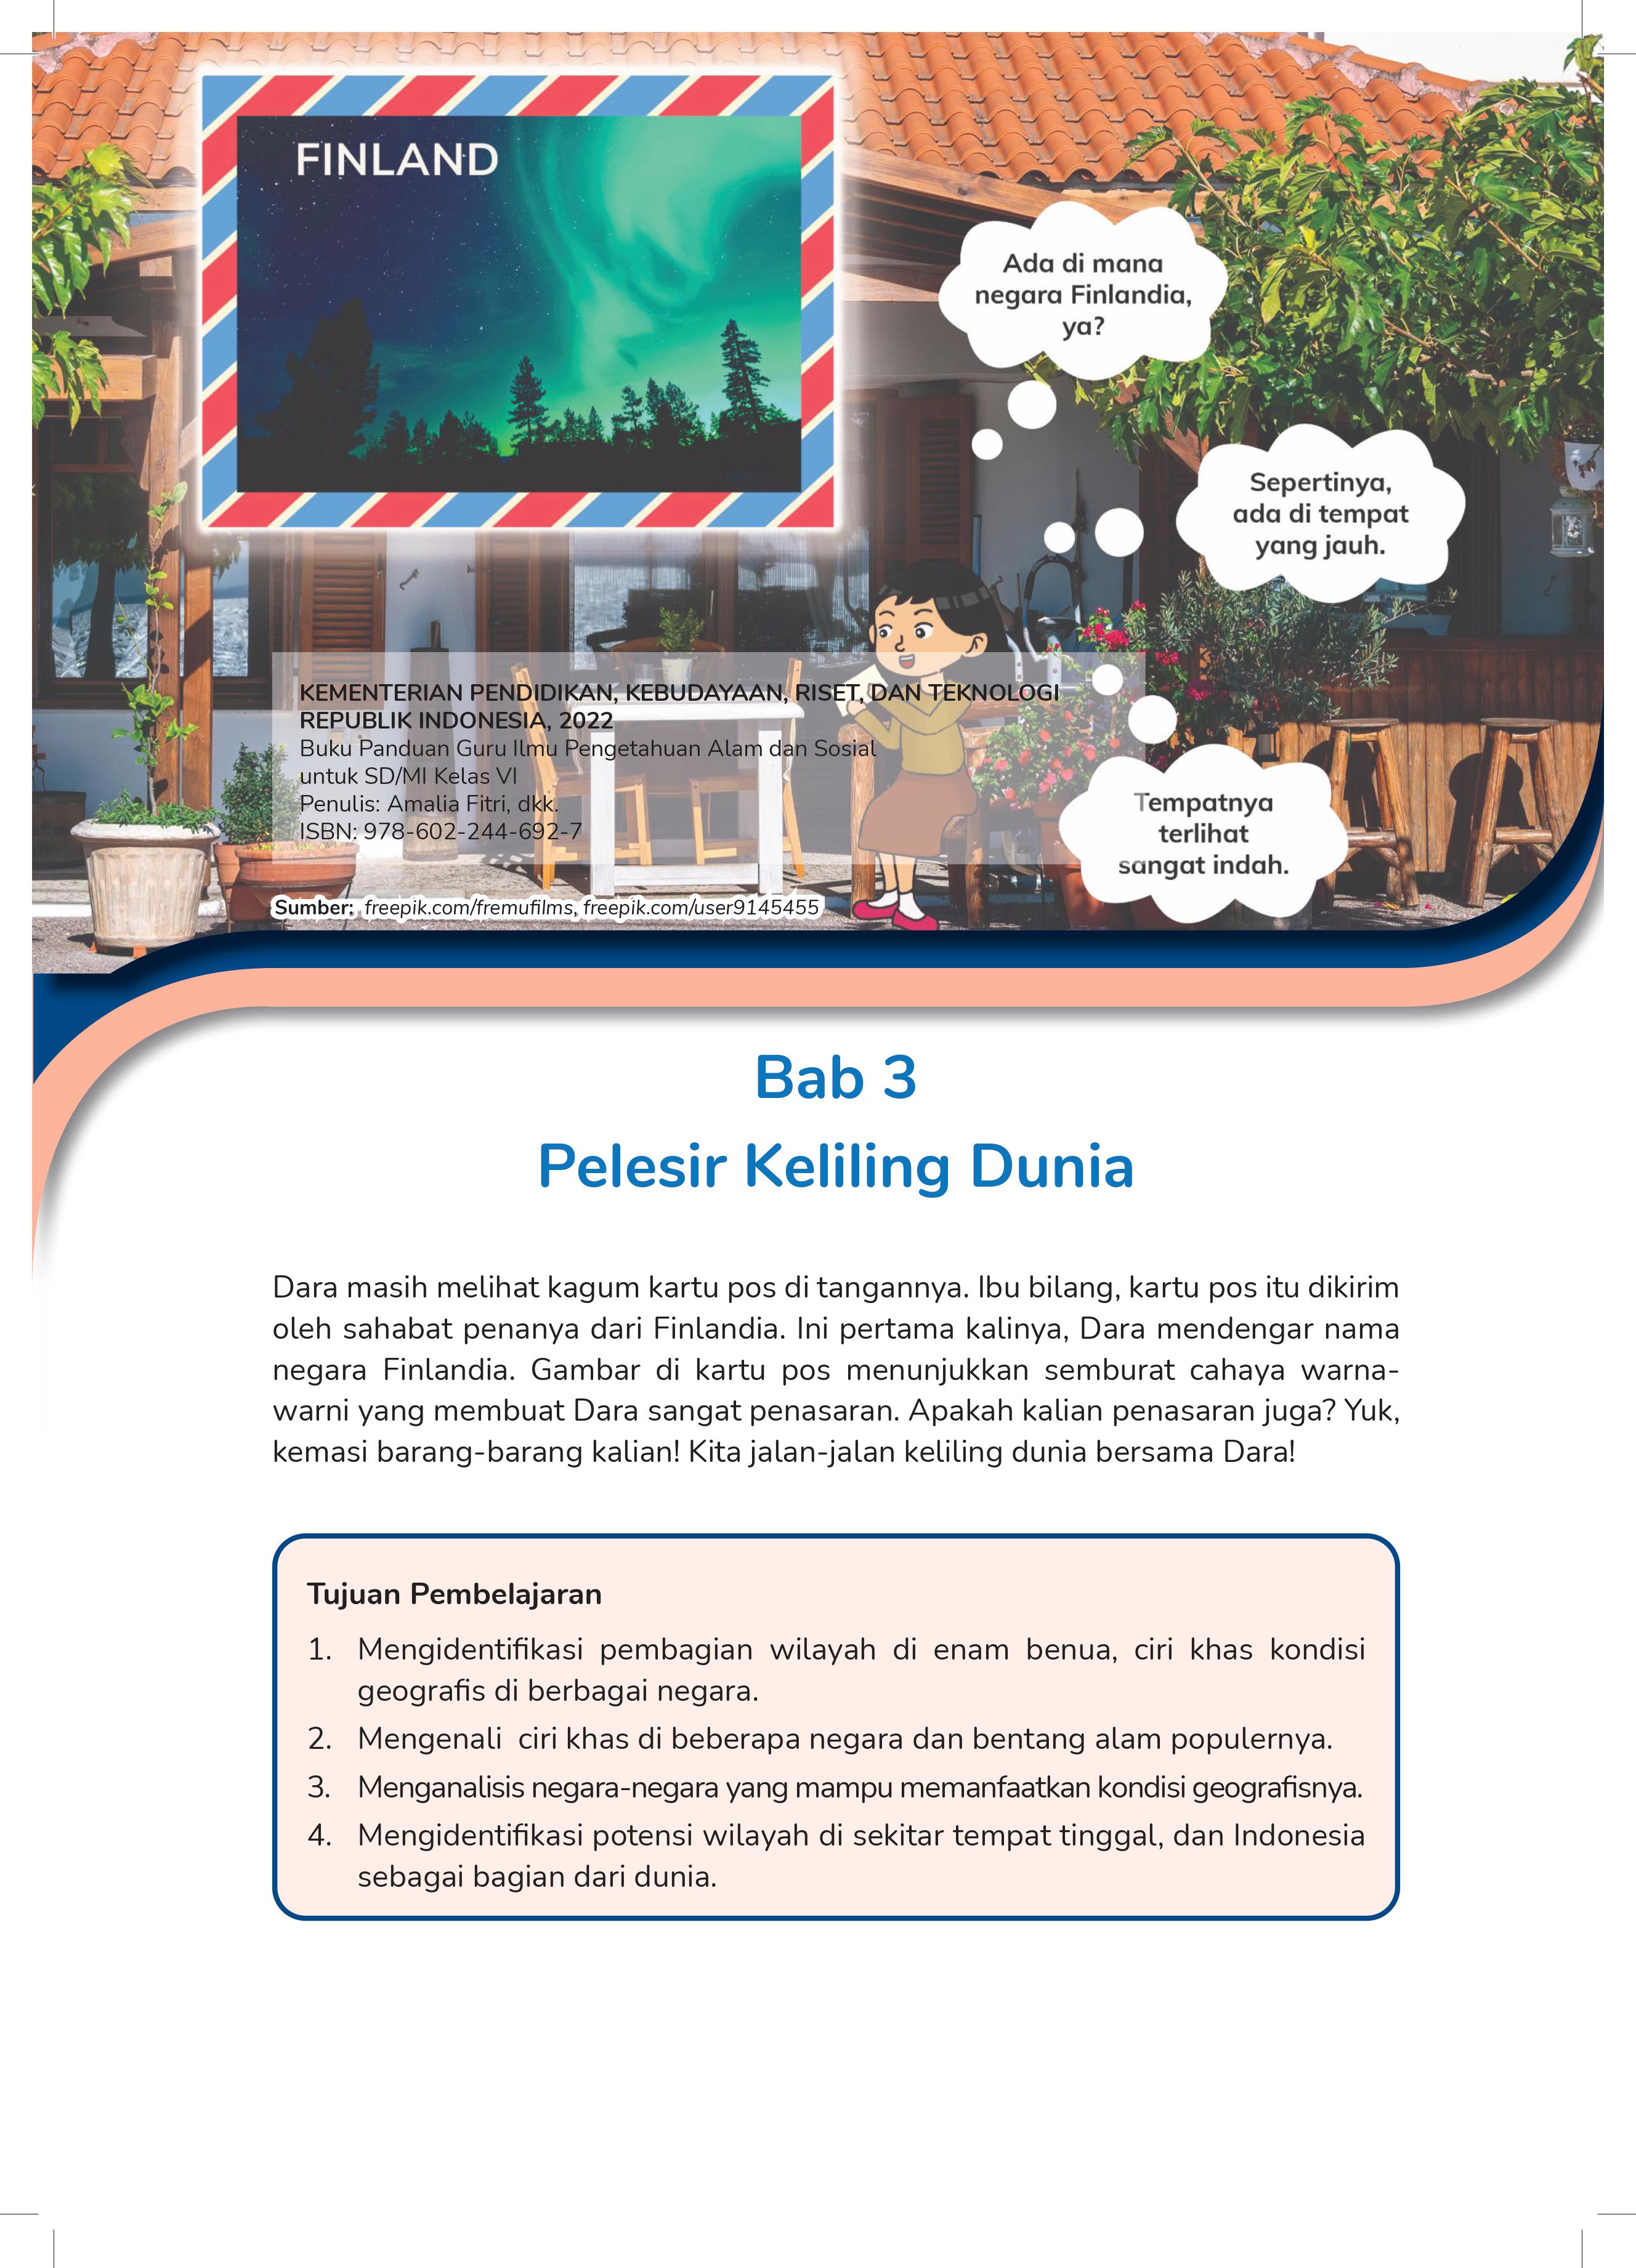 FINLAND
Ada di mana
negara Finlandia,
ya?
Sepertinya,
ada di tempat
yang jauh.
Tempatnya
terlihat
sangat indah.
KEMENTERIAN PENDIDIKAN, KEBUDAYAAN, RISET, DAN TEKNOLOGI
REPUBLIK INDONESIA, 2022
Buku Panduan Guru Ilmu Pengetahuan Alam dan Sosial
untuk SD/MI Kelas VI
Penulis: Amalia Fitri, dkk.
ISBN: 978-602-244-692-7
Sumber: freepik.com/fremufilms, freepik.com/user9145455
Bab 3
Pelesir Keliling Dunia
Dara masih melihat kagum kartu pos di tangannya. Ibu bilang, kartu pos itu dikirim
oleh sahabat penanya dari Finlandia. Ini pertama kalinya, Dara mendengar nama
negara Finlandia. Gambar di kartu pos menunjukkan semburat cahaya warna-
warni yang membuat Dara sangat penasaran. Apakah kalian penasaran juga? Yuk,
kemasi barang-barang kalian! Kita jalan-jalan keliling dunia bersama Dara!
Tujuan Pembelajaran
1. Mengidentifikasi pembagian wilayah di enam benua, ciri khas kondisi
geografis di berbagai negara.
2. Mengenali ciri khas di beberapa negara dan bentang alam populernya.
3. Menganalisis negara-negara yang mampu memanfaatkan kondisi geografisnya.
4. Mengidentifikasi potensi wilayah di sekitar tempat tinggal, dan Indonesia
sebagai bagian dari dunia.